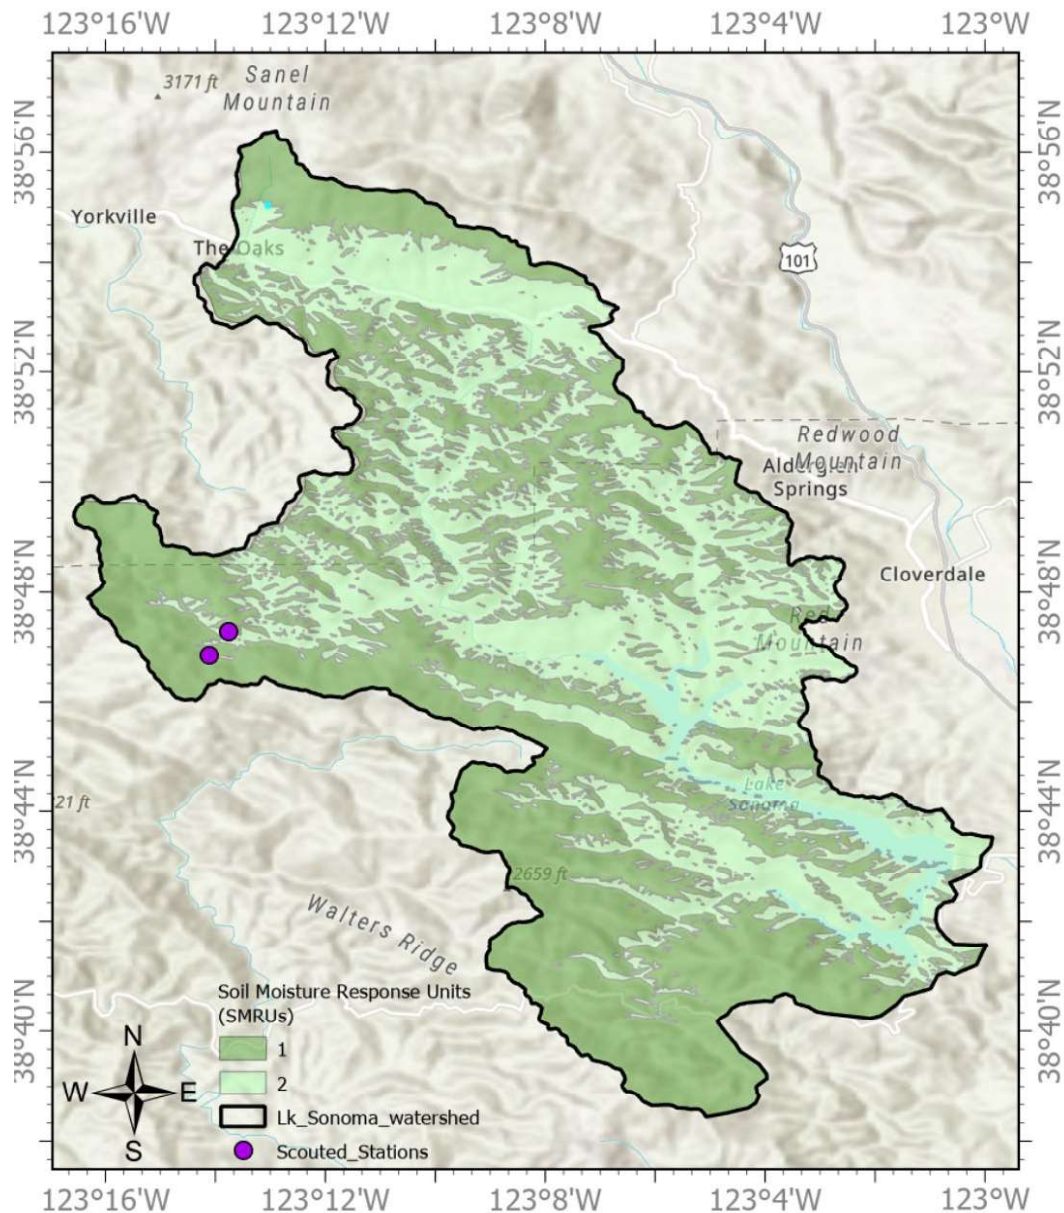 123°16'W 123°12'W 123°8'W 123°4'W 123°W
3171 ft
Sanel
Mountain
38°56'N
38°56'N
Yorkville
The Oaks
101
38°52'N
38°52'N
Redwood
Mountain
Springs
38°48'N
38°48'N
Cloverdale
Red
Mountain
38°44'N
38°44'N
21 ft
Lake
Sonoma
2659 ft
Walters Ridge
Soil Moisture Response Units
(SMRUs)
1
2
Lk_Sonoma_watershed
Scouted_Stations
N
W
E
S
38°40'N
38°40'N
123°16'W 123°12'W 123°8'W 123°4'W 123°W